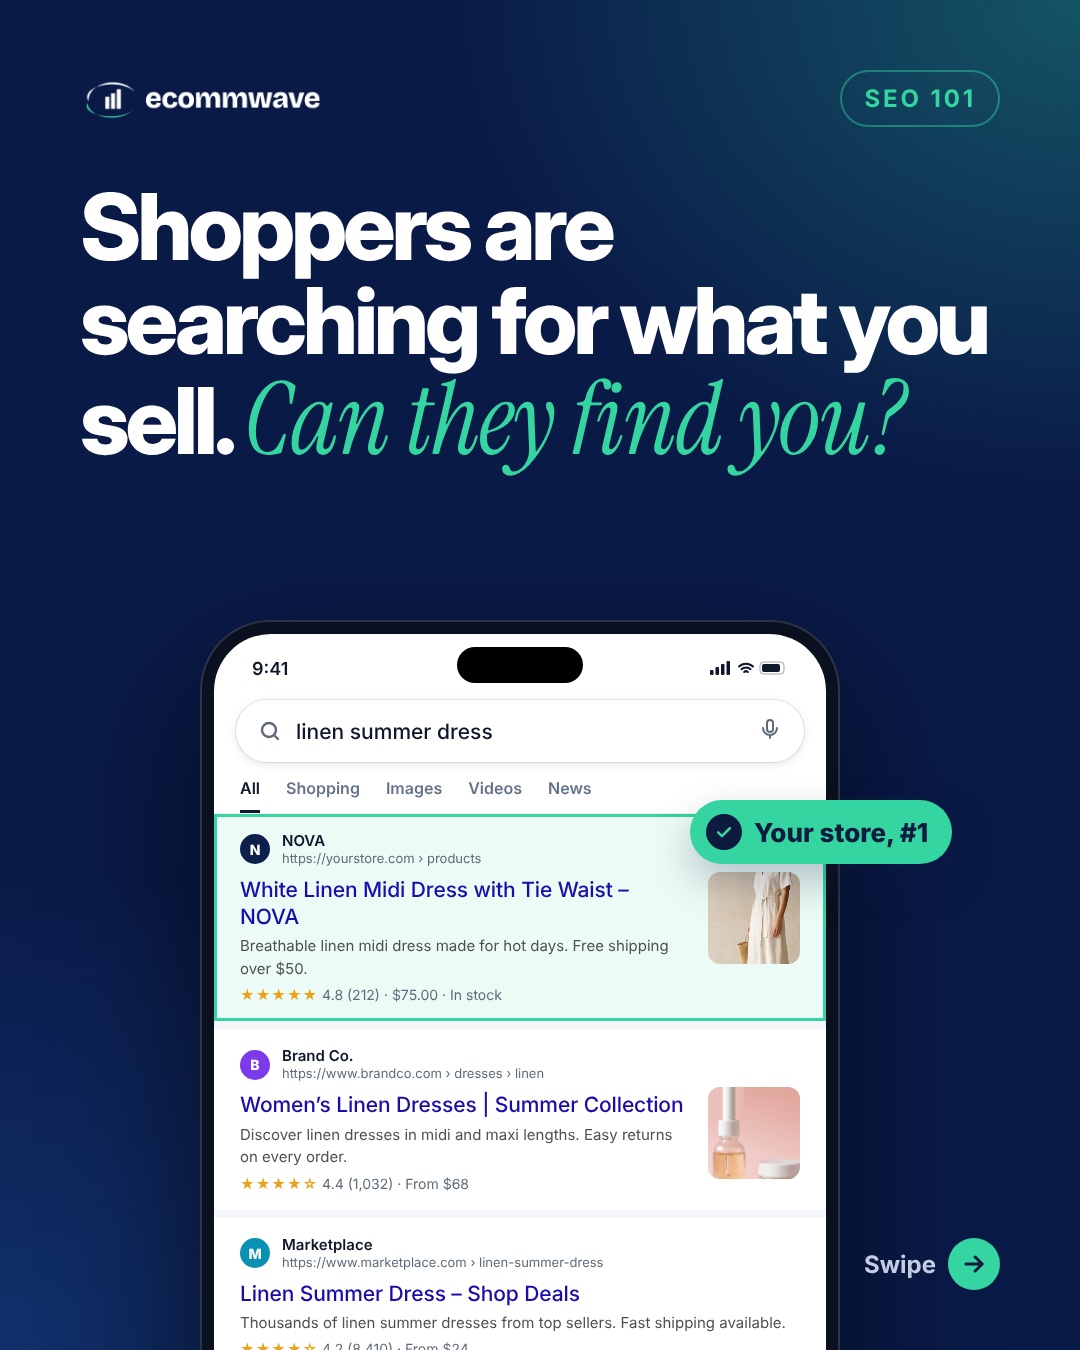 ecommwave
SEO 101
Shoppers are
searching for what you
sell. Can they find you?
9:41
linen summer dress
All Shopping Images Videos News
Your store, #1
N
NOVA
https://yourstore.com › products
White Linen Midi Dress with Tie Waist –
NOVA
Breathable linen midi dress made for hot days. Free shipping
over $50.
★★★★★ 4.8 (212) · $75.00 · In stock
B
Brand Co.
https://www.brandco.com › dresses › linen
Women’s Linen Dresses | Summer Collection
Discover linen dresses in midi and maxi lengths. Easy returns
on every order.
★★★★☆ 4.4 (1,032) · From $68
M
Marketplace
https://www.marketplace.com › linen-summer-dress
Linen Summer Dress – Shop Deals
Thousands of linen summer dresses from top sellers. Fast shipping available.
★★★★☆ 4.2 (8,410) · From $24
Swipe